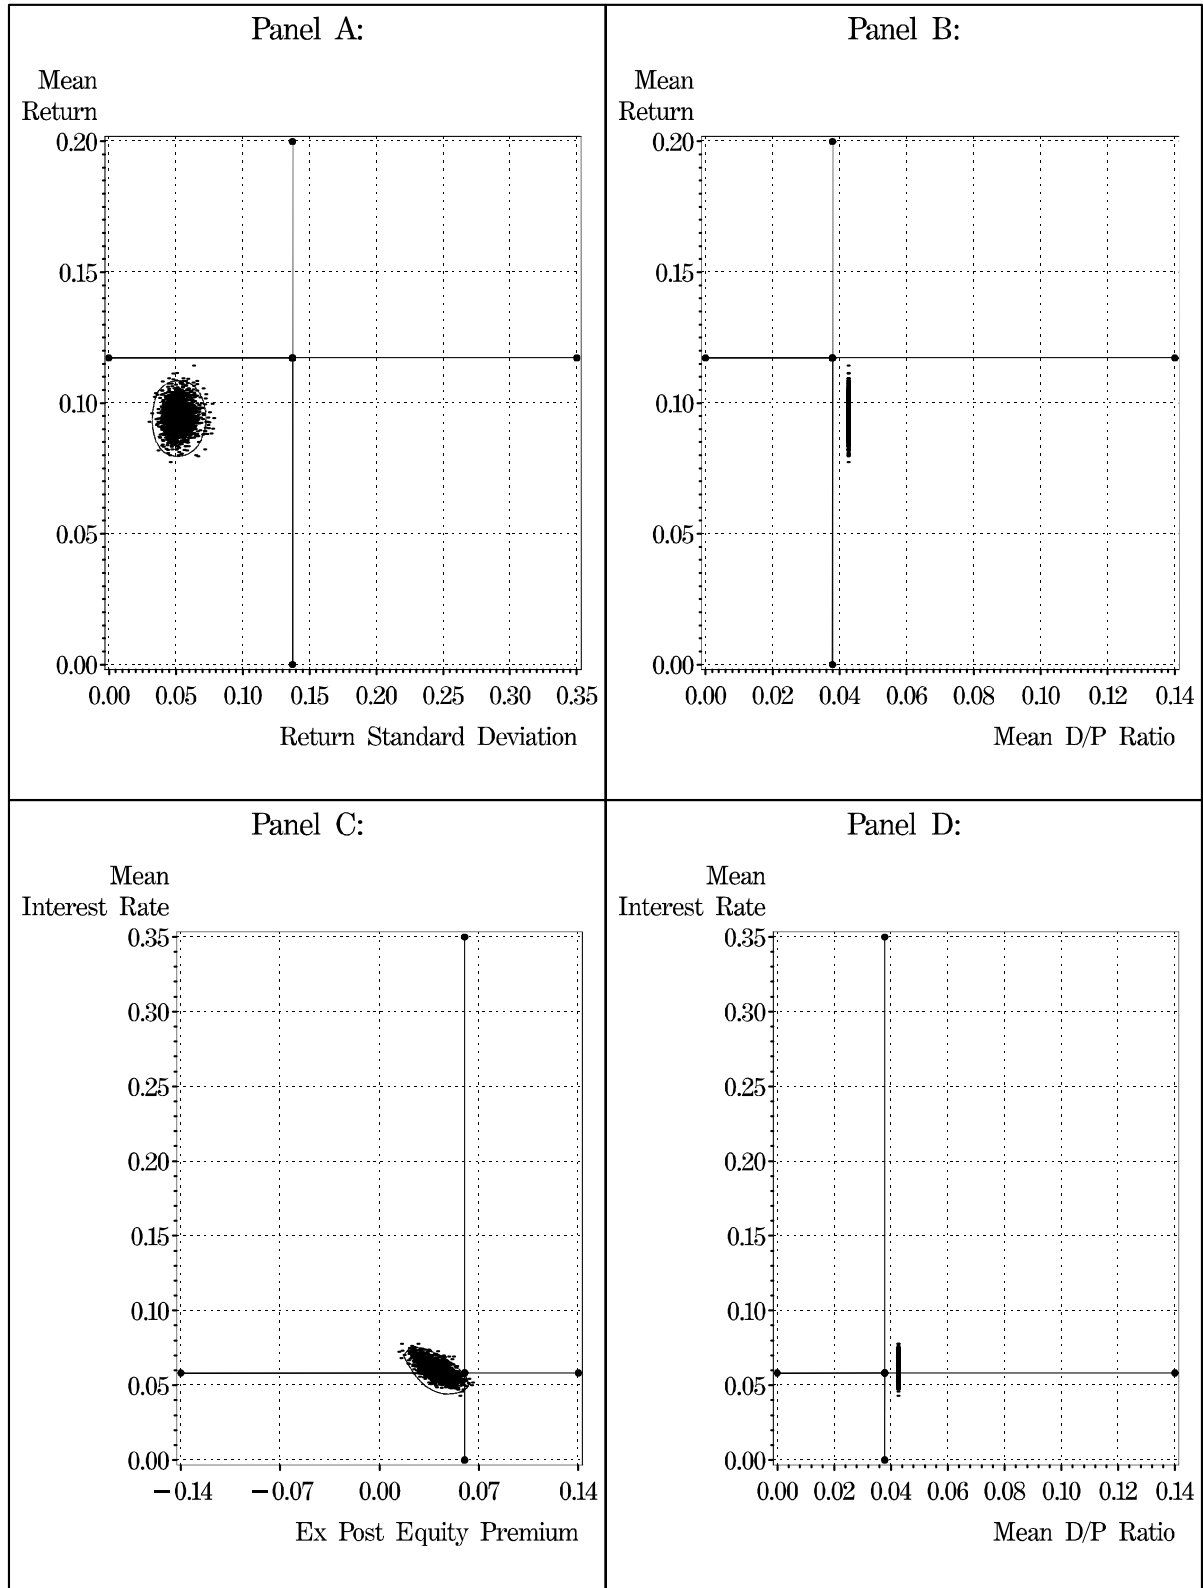 Panel A:
Mean
Return
0.20
0.15
0.10
0.05
0.00
0.00 0.05 0.10 0.15 0.20 0.25 0.30 0.35
Return Standard Deviation
Panel B:
Mean
Return
0.20
0.15
0.10
0.05
0.00
0.00 0.02 0.04 0.06 0.08 0.10 0.12 0.14
Mean D/P Ratio
Panel C:
Mean
Interest Rate
0.35
0.30
0.25
0.20
0.15
0.10
0.05
0.00
−0.14 −0.07 0.00 0.07 0.14
Ex Post Equity Premium
Panel D:
Mean
Interest Rate
0.35
0.30
0.25
0.20
0.15
0.10
0.05
0.00
0.00 0.02 0.04 0.06 0.08 0.10 0.12 0.14
Mean D/P Ratio